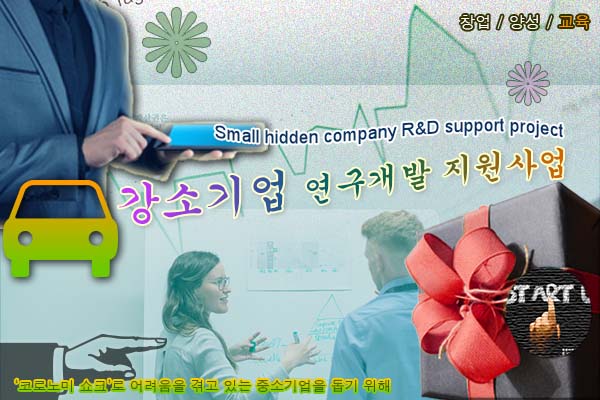 창업 / 양성 / 교육
Small hidden company R&D support project
강소기업 연구개발 지원사업
START U
'코로노미 쇼크'로 어려움을 겪고 있는 중소기업을 돕기 위해